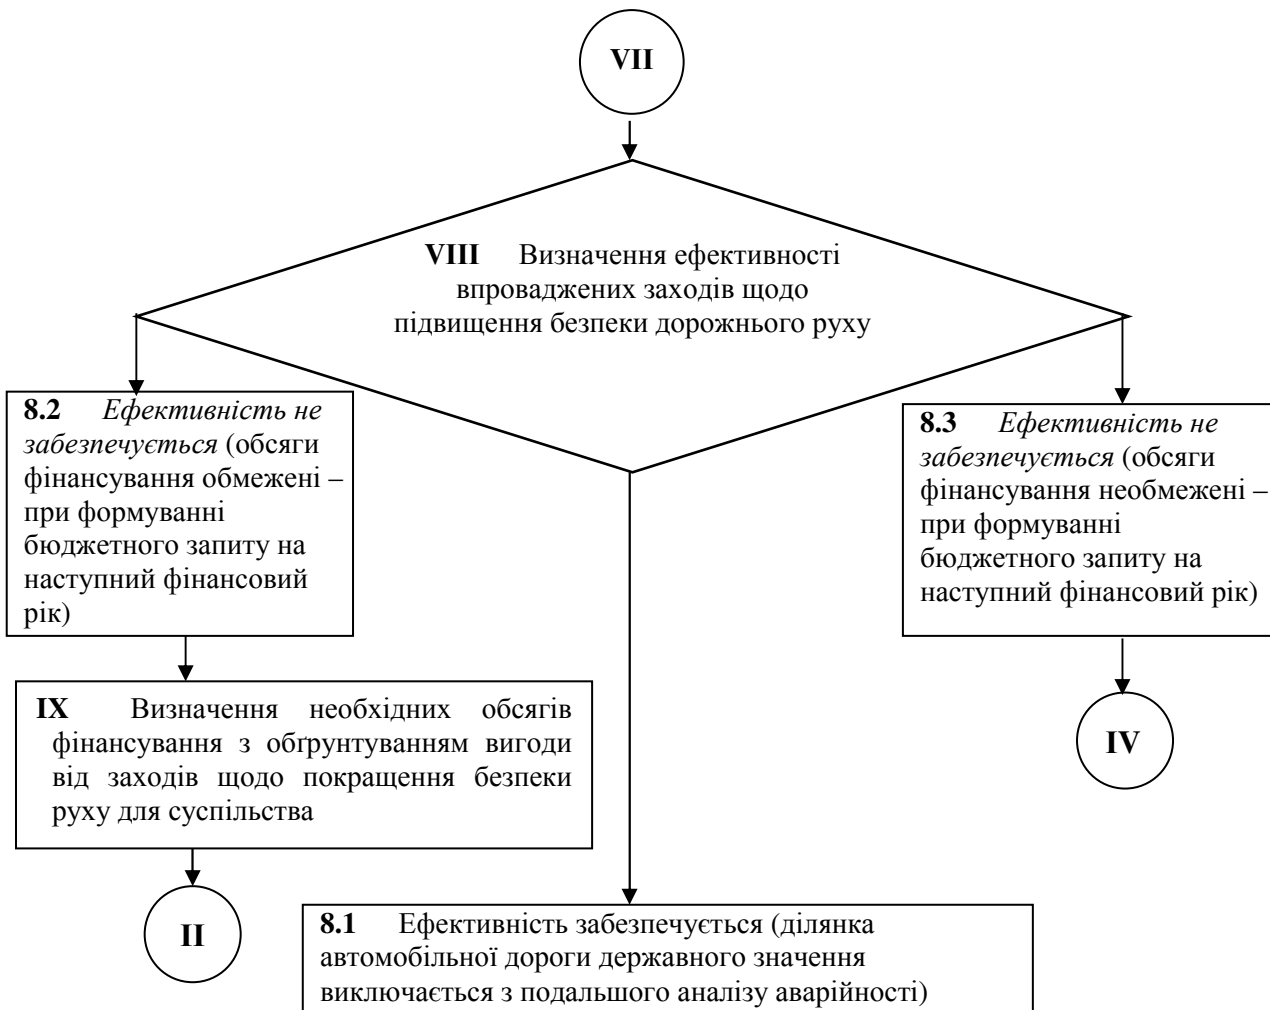 VII
VIII Визначення ефективності
впроваджених заходів щодо
підвищення безпеки дорожнього руху
8.2 Ефективність не
забезпечується (обсяги
фінансування обмежені –
при формуванні
бюджетного запиту на
наступний фінансовий
рік)
8.3 Ефективність не
забезпечується (обсяги
фінансування необмежені –
при формуванні
бюджетного запиту на
наступний фінансовий рік)
IX Визначення необхідних обсягів
фінансування з обґрунтуванням вигоди
від заходів щодо покращення безпеки
руху для суспільства
IV
II
8.1 Ефективність забезпечується (ділянка
автомобільної дороги державного значення
виключається з подальшого аналізу аварійності)